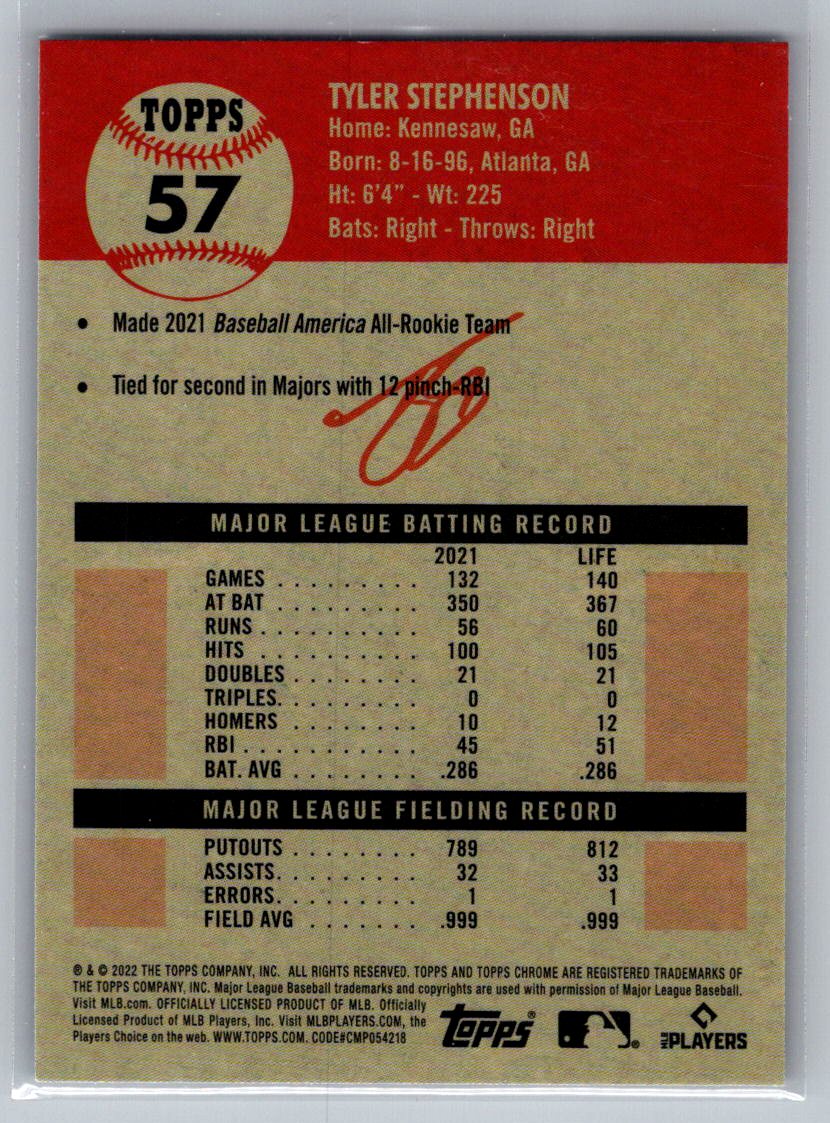 TOPPS
57
TYLER STEPHENSON
Home: Kennesaw, GA
Born: 8-16-96, Atlanta, GA
Ht: 6'4" - Wt: 225
Bats: Right - Throws: Right
• Made 2021 Baseball America All-Rookie Team
• Tied for second in Majors with 12 pinch-RBI
MAJOR LEAGUE BATTING RECORD
2021 LIFE
GAMES . . . . . . . . . 132 140
AT BAT . . . . . . . . . 350 367
RUNS . . . . . . . . . . 56 60
HITS . . . . . . . . . . 100 105
DOUBLES . . . . . . . . 21 21
TRIPLES. . . . . . . . . 0 0
HOMERS . . . . . . . . 10 12
RBI . . . . . . . . . . . 45 51
BAT. AVG . . . . . . . . .286 .286
MAJOR LEAGUE FIELDING RECORD
PUTOUTS . . . . . . . . 789 812
ASSISTS. . . . . . . . . 32 33
ERRORS. . . . . . . . . 1 1
FIELD AVG . . . . . . . .999 .999
® & © 2022 THE TOPPS COMPANY, INC. ALL RIGHTS RESERVED. TOPPS AND TOPPS CHROME ARE REGISTERED TRADEMARKS OF
THE TOPPS COMPANY, INC. Major League Baseball trademarks and copyrights are used with permission of Major League Baseball.
Visit MLB.com. OFFICIALLY LICENSED PRODUCT OF MLB. Officially
Licensed Product of MLB Players, Inc. Visit MLBPLAYERS.COM, the
Players Choice on the web. WWW.TOPPS.COM. CODE#CMP054218
topps®
MLB PLAYERS